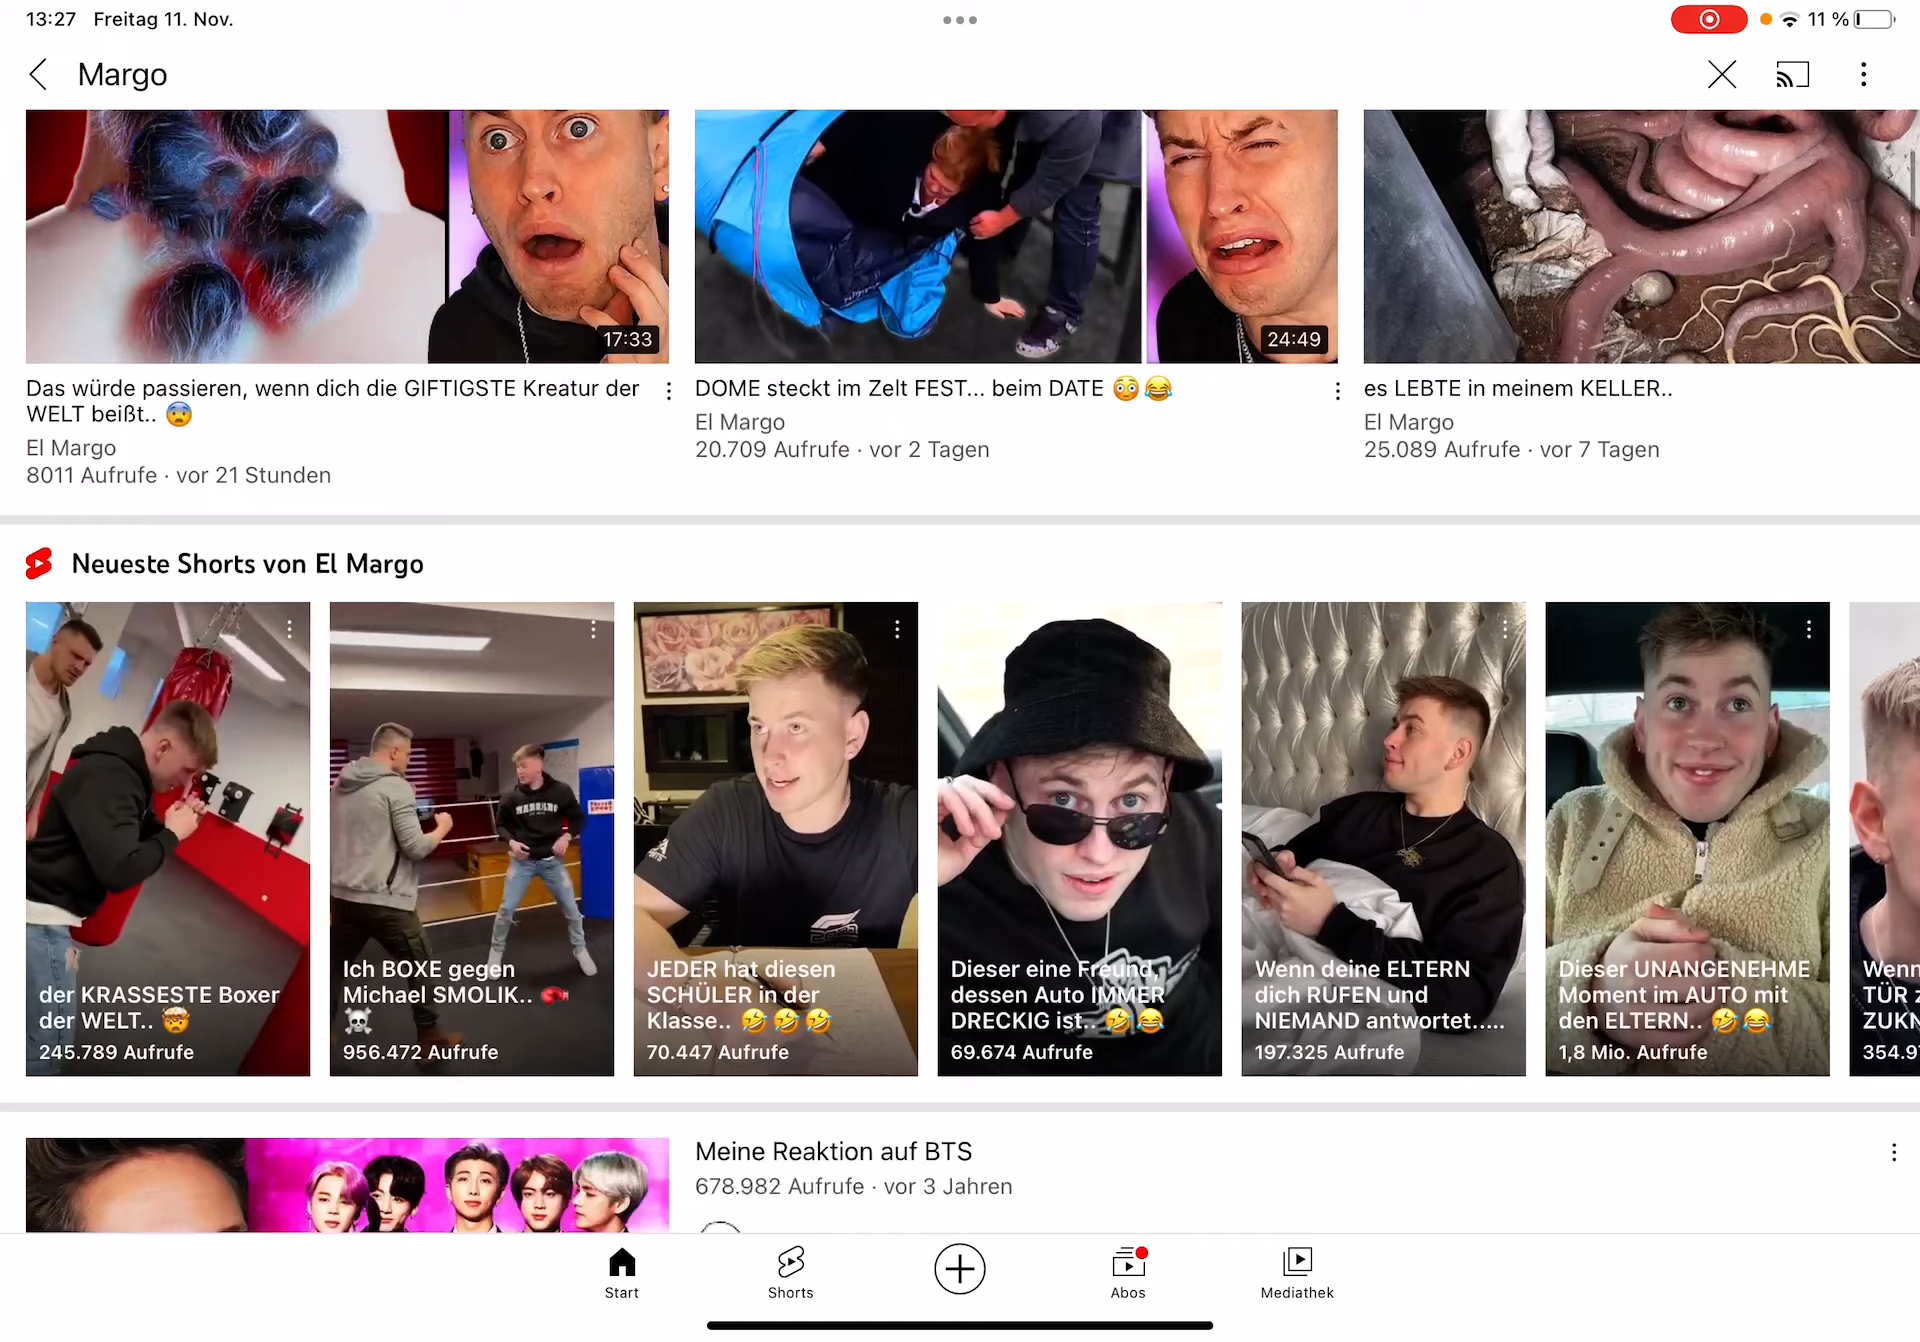 13:27 Freitag 11. Nov.
11 %
Margo
17:33
24:49
Das würde passieren, wenn dich die GIFTIGSTE Kreatur der
WELT beißt.. 😨
El Margo
8011 Aufrufe · vor 21 Stunden
DOME steckt im Zelt FEST... beim DATE 😳😂
El Margo
20.709 Aufrufe · vor 2 Tagen
es LEBTE in meinem KELLER..
El Margo
25.089 Aufrufe · vor 7 Tagen
Neueste Shorts von El Margo
der KRASSESTE Boxer
der WELT.. 🤯
245.789 Aufrufe
Ich BOXE gegen
Michael SMOLIK.. 🥊
☠️
956.472 Aufrufe
JEDER hat diesen
SCHÜLER in der
Klasse.. 🤣🤣🤣
70.447 Aufrufe
Dieser eine Freund,
dessen Auto IMMER
DRECKIG ist.. 🤣😂
69.674 Aufrufe
Wenn deine ELTERN
dich RUFEN und
NIEMAND antwortet.....
197.325 Aufrufe
Dieser UNANGENEHME
Moment im AUTO mit
den ELTERN.. 🤣😂
1,8 Mio. Aufrufe
Wenn
TÜR
ZUKN
354.9
Meine Reaktion auf BTS
678.982 Aufrufe · vor 3 Jahren
Start
Shorts
Abos
Mediathek